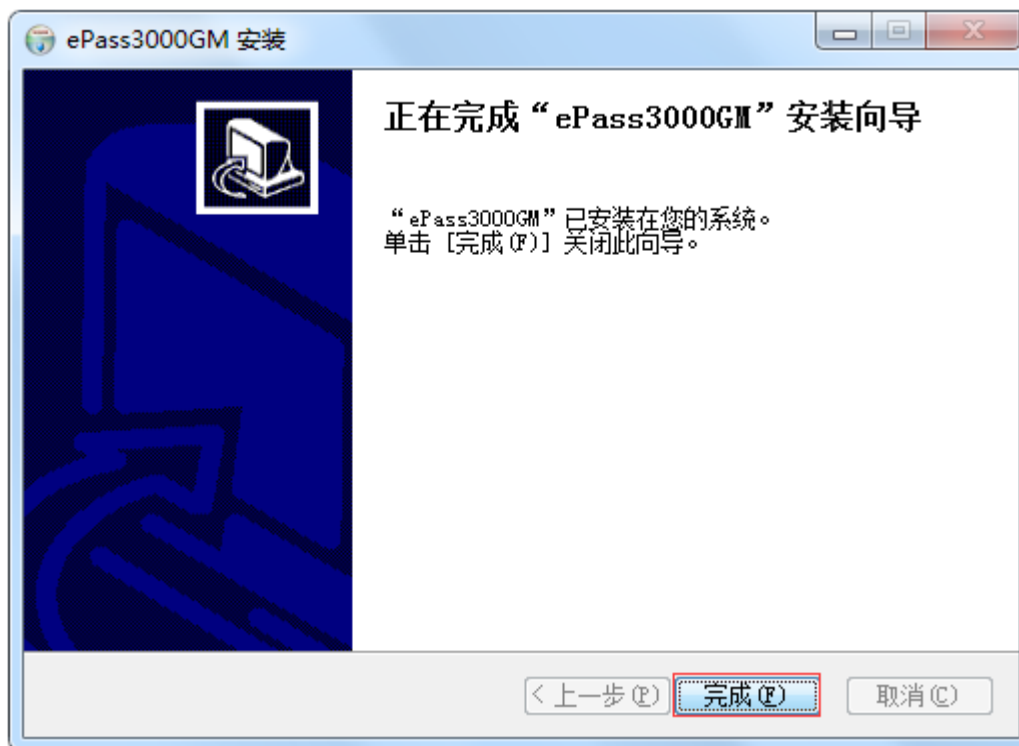 ePass3000GM 安装
正在完成“ePass3000GM”安装向导
“ePass3000GM”已安装在您的系统。
单击 [完成(F)] 关闭此向导。
< 上一步(P)
完成(F)
取消(C)